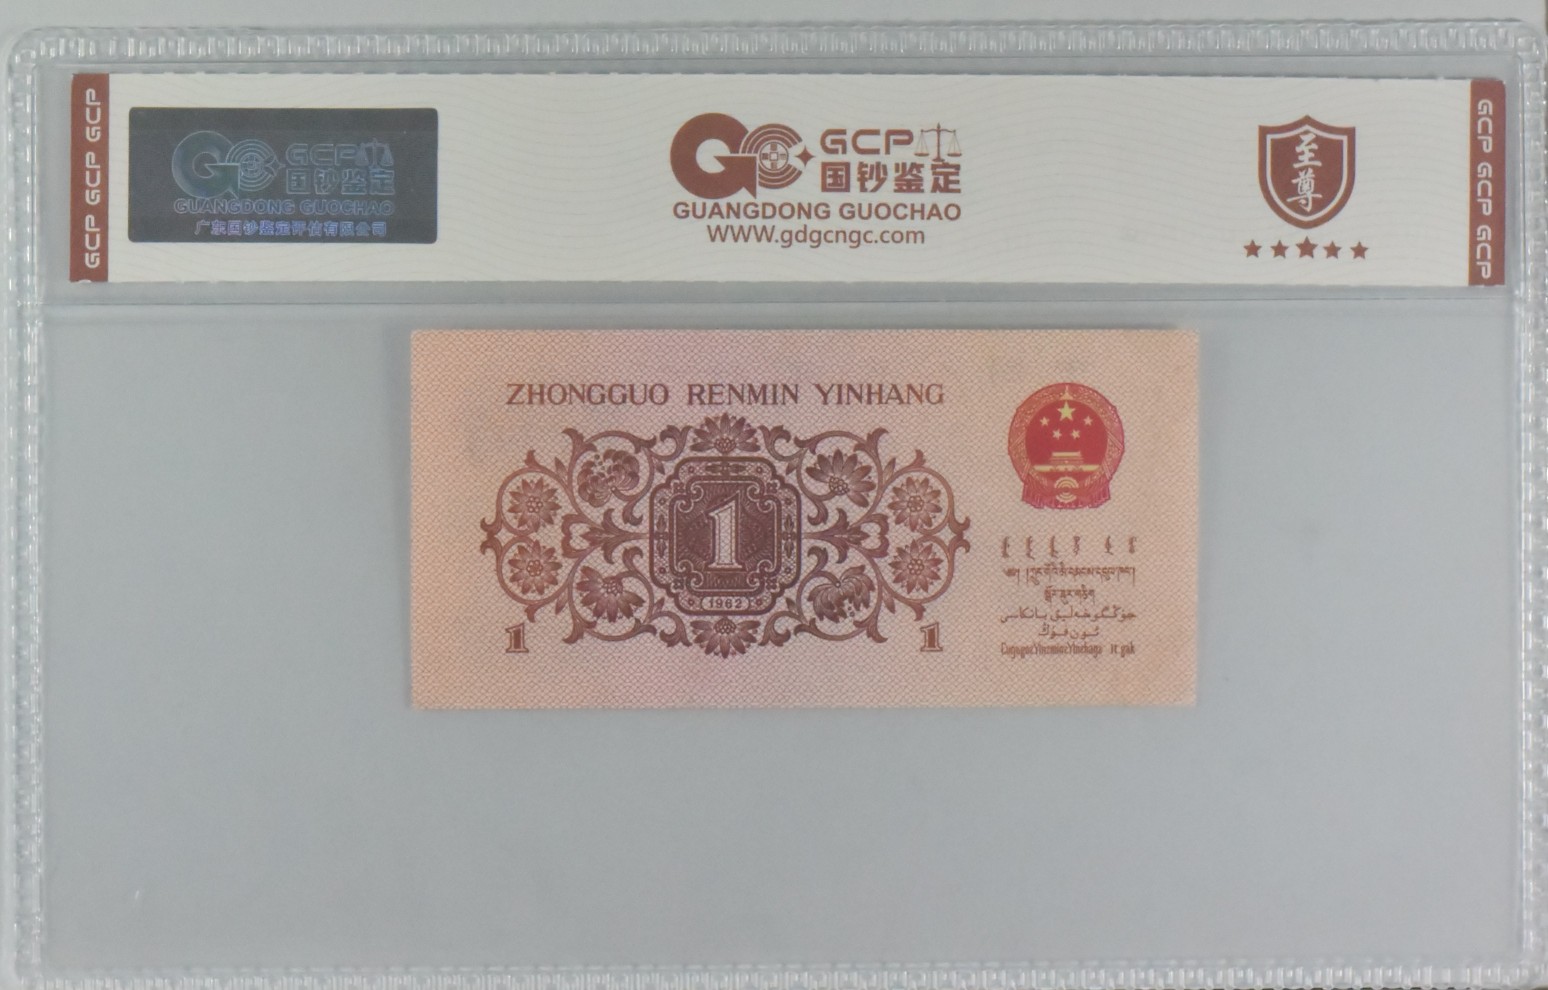 GCP GCP GCP
GCP
国钞鉴定
GUANGDONG GUOCHAO
广东国钞鉴定评估有限公司
GCP
国钞鉴定
GUANGDONG GUOCHAO
WWW.gdgcngc.com
至尊
GCP GCP GCP
ZHONGGUO RENMIN YINHANG
1
1962
1
1